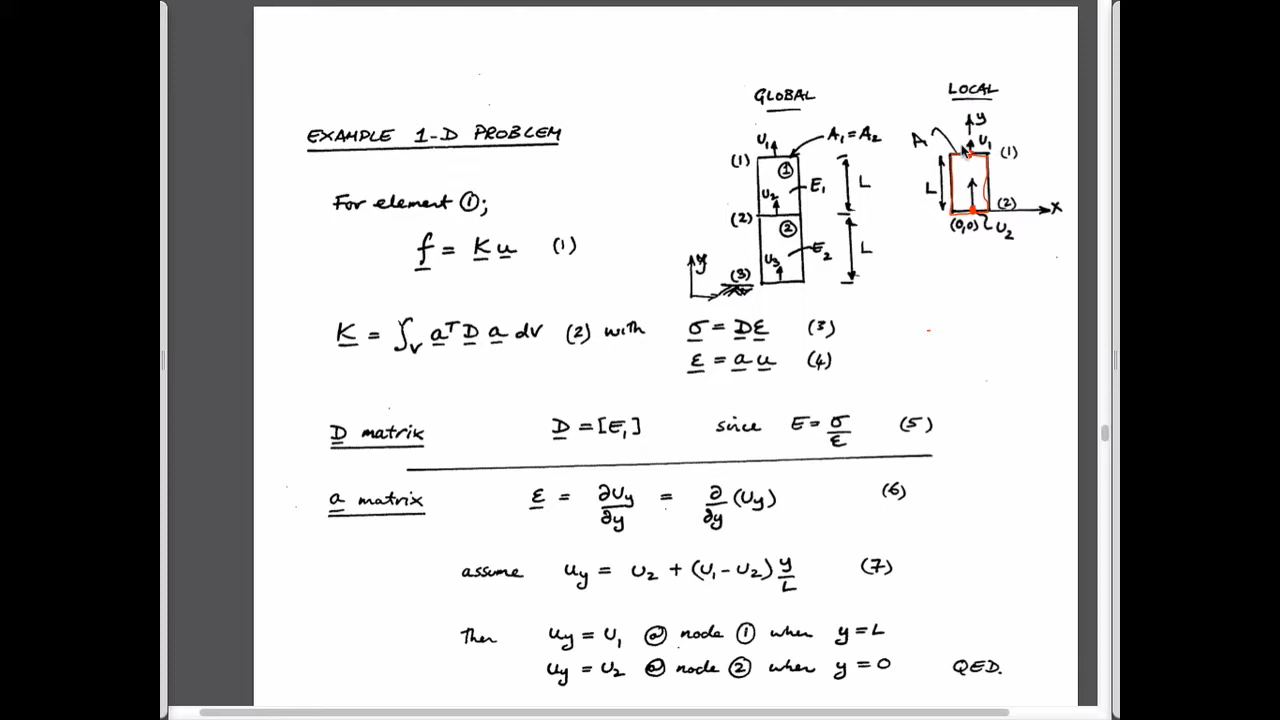 GLOBAL
LOCAL
EXAMPLE 1-D PROBLEM
U₁ A₁ = A₂
(1) ① E₁ L
U₂
(2) ② E₂ L
U₃
y (3)
y
A U₁ (1)
L (2) x
(0,0) U₂
For element ①;
f = K u (1)
K = ∫ᵥ aᵀ D a dv (2) with σ = D ε (3)
ε = a u (4)
D matrix D = [E₁] since E = σ/ε (5)
a matrix ε = ∂Uy/∂y = ∂/∂y (Uy) (6)
assume uy = U₂ + (U₁ - U₂) y/L (7)
Then uy = U₁ @ node ① when y = L
uy = U₂ @ node ② when y = 0 QED.